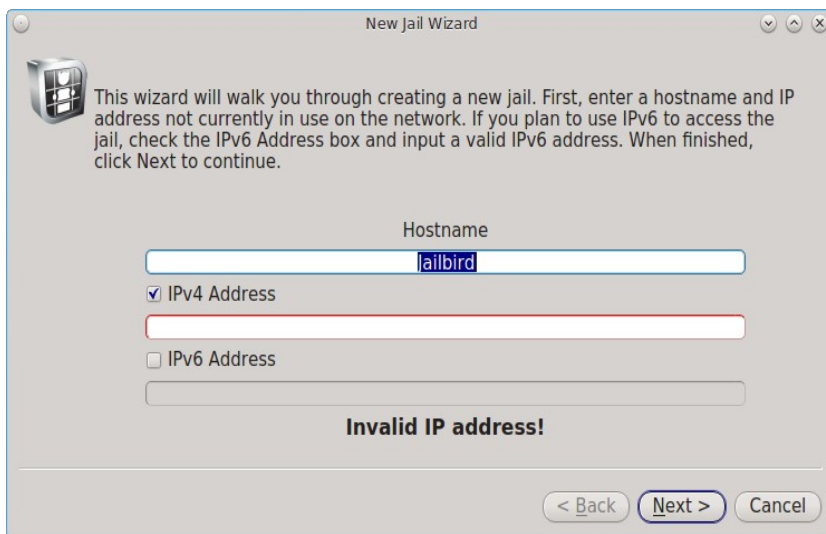 New Jail Wizard
This wizard will walk you through creating a new jail. First, enter a hostname and IP
address not currently in use on the network. If you plan to use IPv6 to access the
jail, check the IPv6 Address box and input a valid IPv6 address. When finished,
click Next to continue.
Hostname
Jailbird
IPv4 Address
IPv6 Address
Invalid IP address!
< Back Next > Cancel